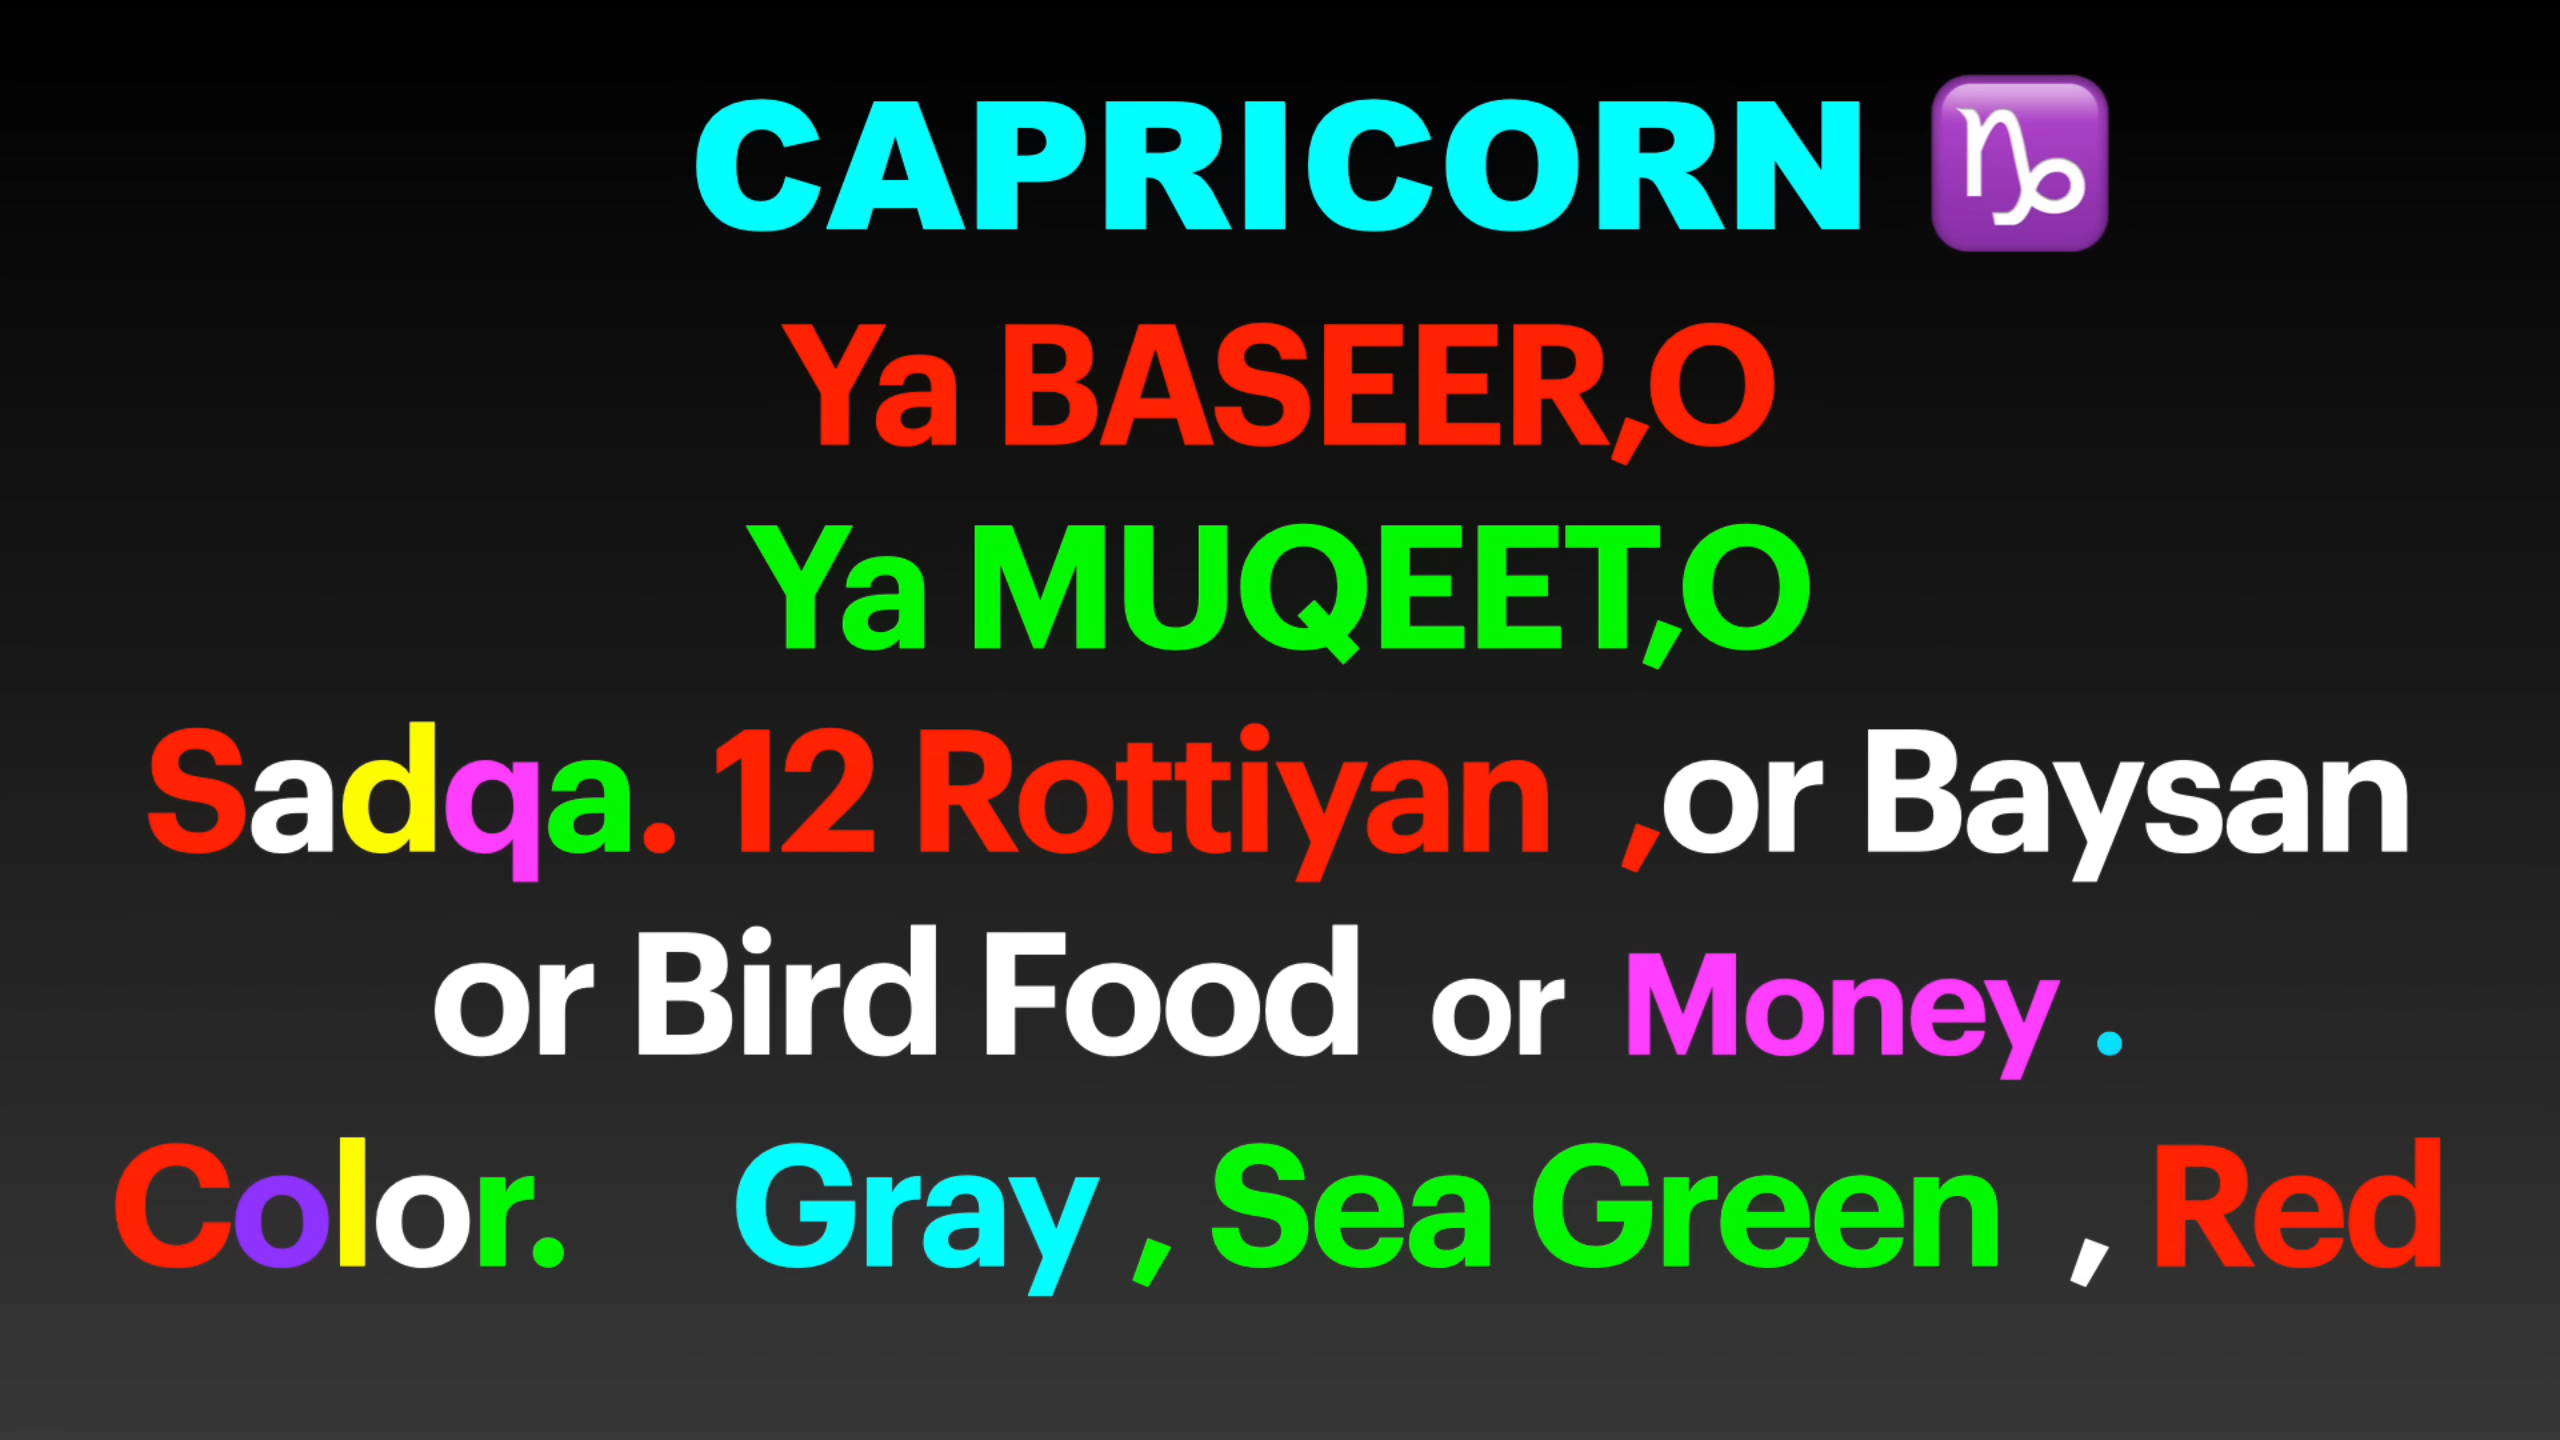 CAPRICORN ♑
Ya BASEER,O
Ya MUQEET,O
Sadqa. 12 Rottiyan ,or Baysan
or Bird Food or Money .
Color. Gray , Sea Green , Red